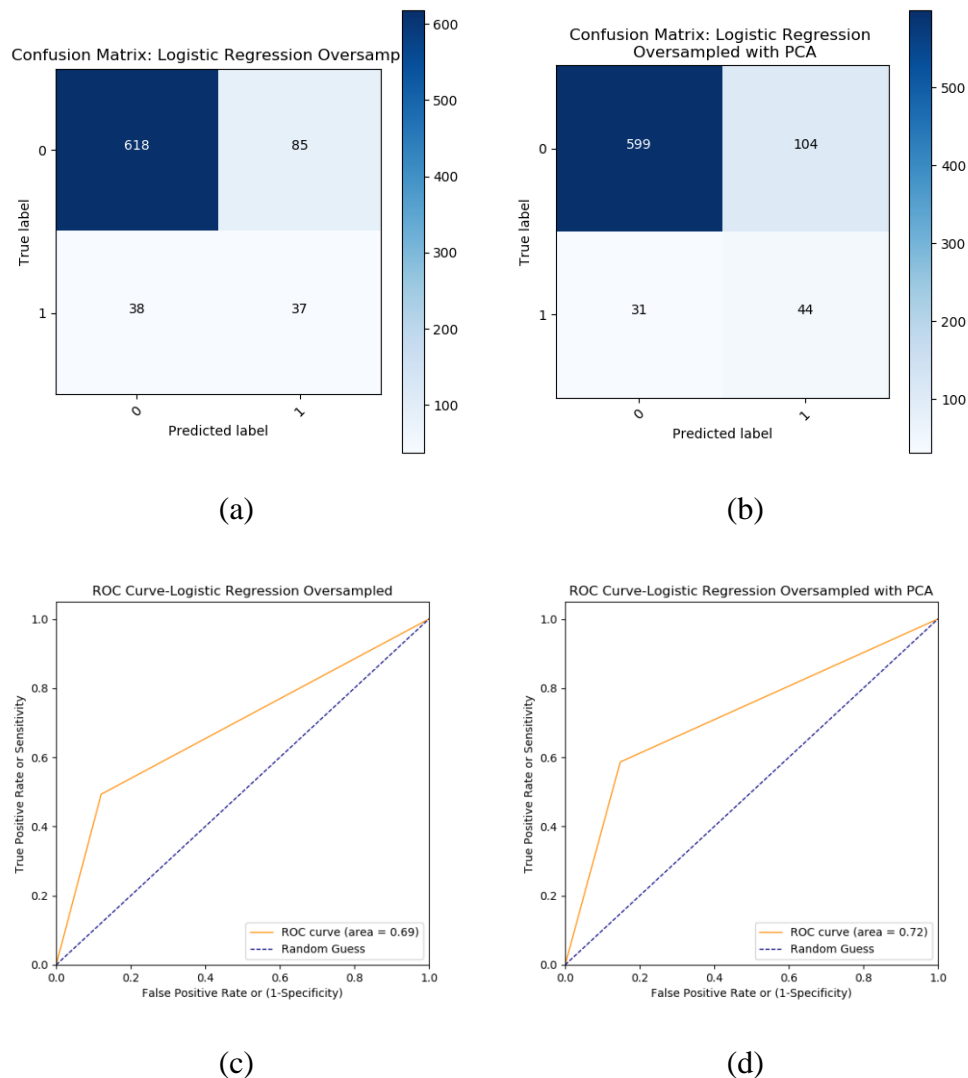 Confusion Matrix: Logistic Regression Oversamp
0
1
618
85
38
37
0
1
True label
Predicted label
600
500
400
300
200
100
(a)
Confusion Matrix: Logistic Regression
Oversampled with PCA
0
1
599
104
31
44
0
1
True label
Predicted label
500
400
300
200
100
(b)
ROC Curve-Logistic Regression Oversampled
1.0
0.8
0.6
0.4
0.2
0.0
True Positive Rate or Sensitivity
ROC curve (area = 0.69)
Random Guess
0.0 0.2 0.4 0.6 0.8 1.0
False Positive Rate or (1-Specificity)
(c)
ROC Curve-Logistic Regression Oversampled with PCA
1.0
0.8
0.6
0.4
0.2
0.0
True Positive Rate or Sensitivity
ROC curve (area = 0.72)
Random Guess
0.0 0.2 0.4 0.6 0.8 1.0
False Positive Rate or (1-Specificity)
(d)